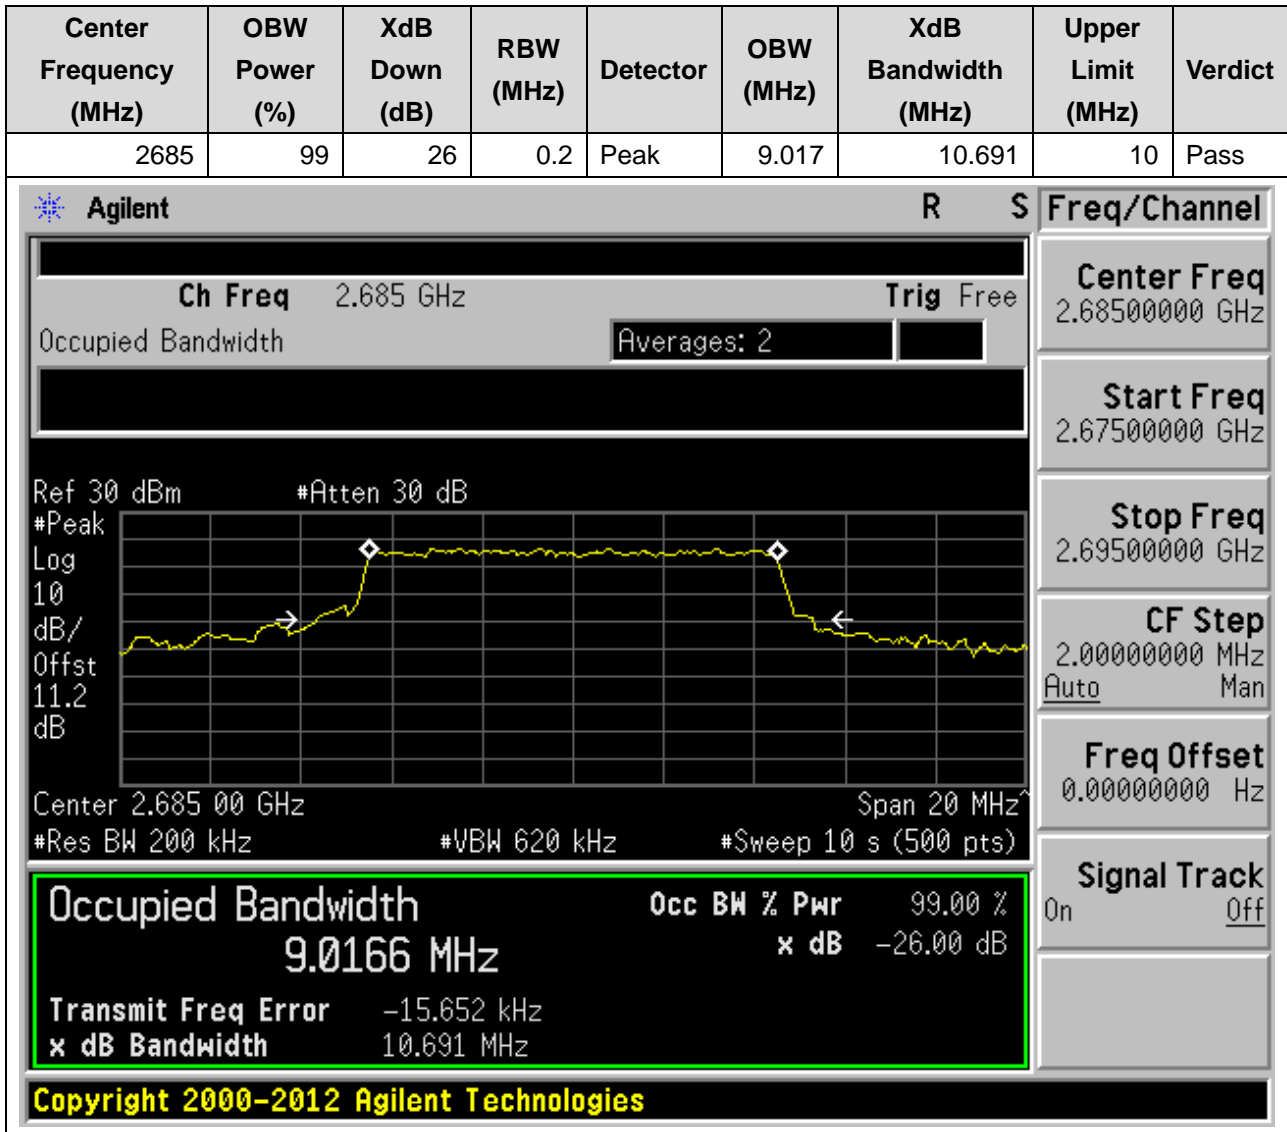 Center Frequency (MHz) OBW Power (%) XdB Down (dB) RBW (MHz) Detector OBW (MHz) XdB Bandwidth (MHz) Upper Limit (MHz) Verdict
2685 99 26 0.2 Peak 9.017 10.691 10 Pass
Agilent R S Freq/Channel
Ch Freq 2.685 GHz Trig Free
Occupied Bandwidth Averages: 2
Center Freq
2.68500000 GHz
Start Freq
2.67500000 GHz
Stop Freq
2.69500000 GHz
CF Step
2.00000000 MHz
Auto Man
Freq Offset
0.00000000 Hz
Signal Track
On Off
Ref 30 dBm #Atten 30 dB
#Peak
Log
10
dB/
Offst
11.2
dB
Center 2.685 00 GHz Span 20 MHz^
#Res BW 200 kHz #VBW 620 kHz #Sweep 10 s (500 pts)
Occupied Bandwidth Occ BW % Pwr 99.00 %
9.0166 MHz x dB -26.00 dB
Transmit Freq Error -15.652 kHz
x dB Bandwidth 10.691 MHz
Copyright 2000-2012 Agilent Technologies